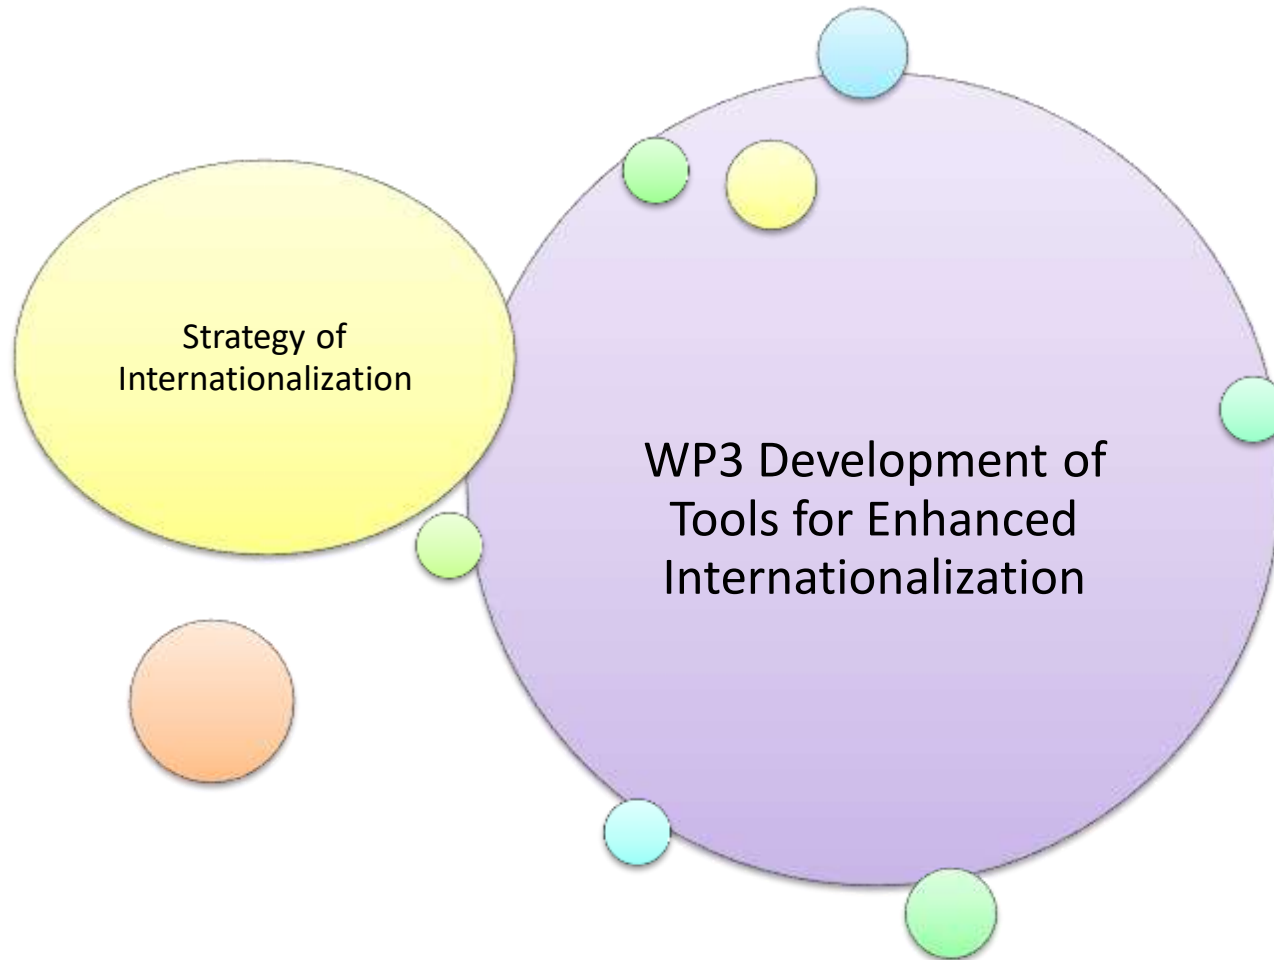 Strategy of
Internationalization
WP3 Development of
Tools for Enhanced
Internationalization